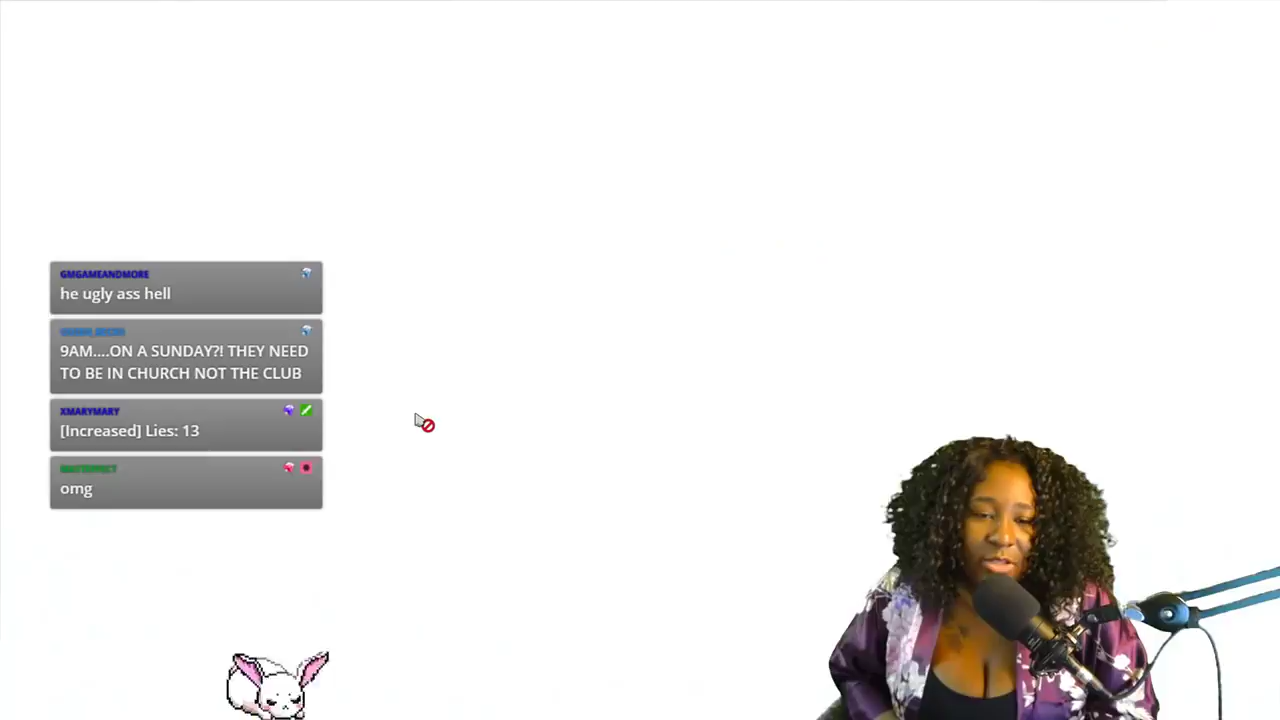 GMGAMEANDMORE
he ugly ass hell
9AM....ON A SUNDAY?! THEY NEED
TO BE IN CHURCH NOT THE CLUB
XMARYMARY
[Increased] Lies: 13
omg